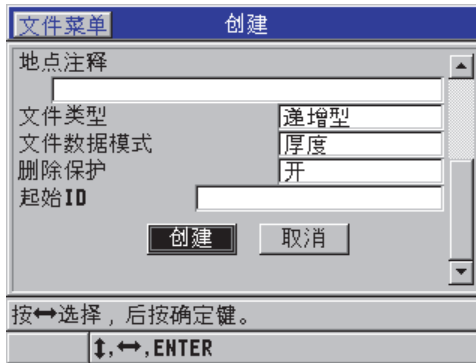 文件菜单 创建
地点注释
文件类型 递增型
文件数据模式 厚度
删除保护 开
起始ID
创建 取消
按↔选择，后按确定键。
↕,↔,ENTER